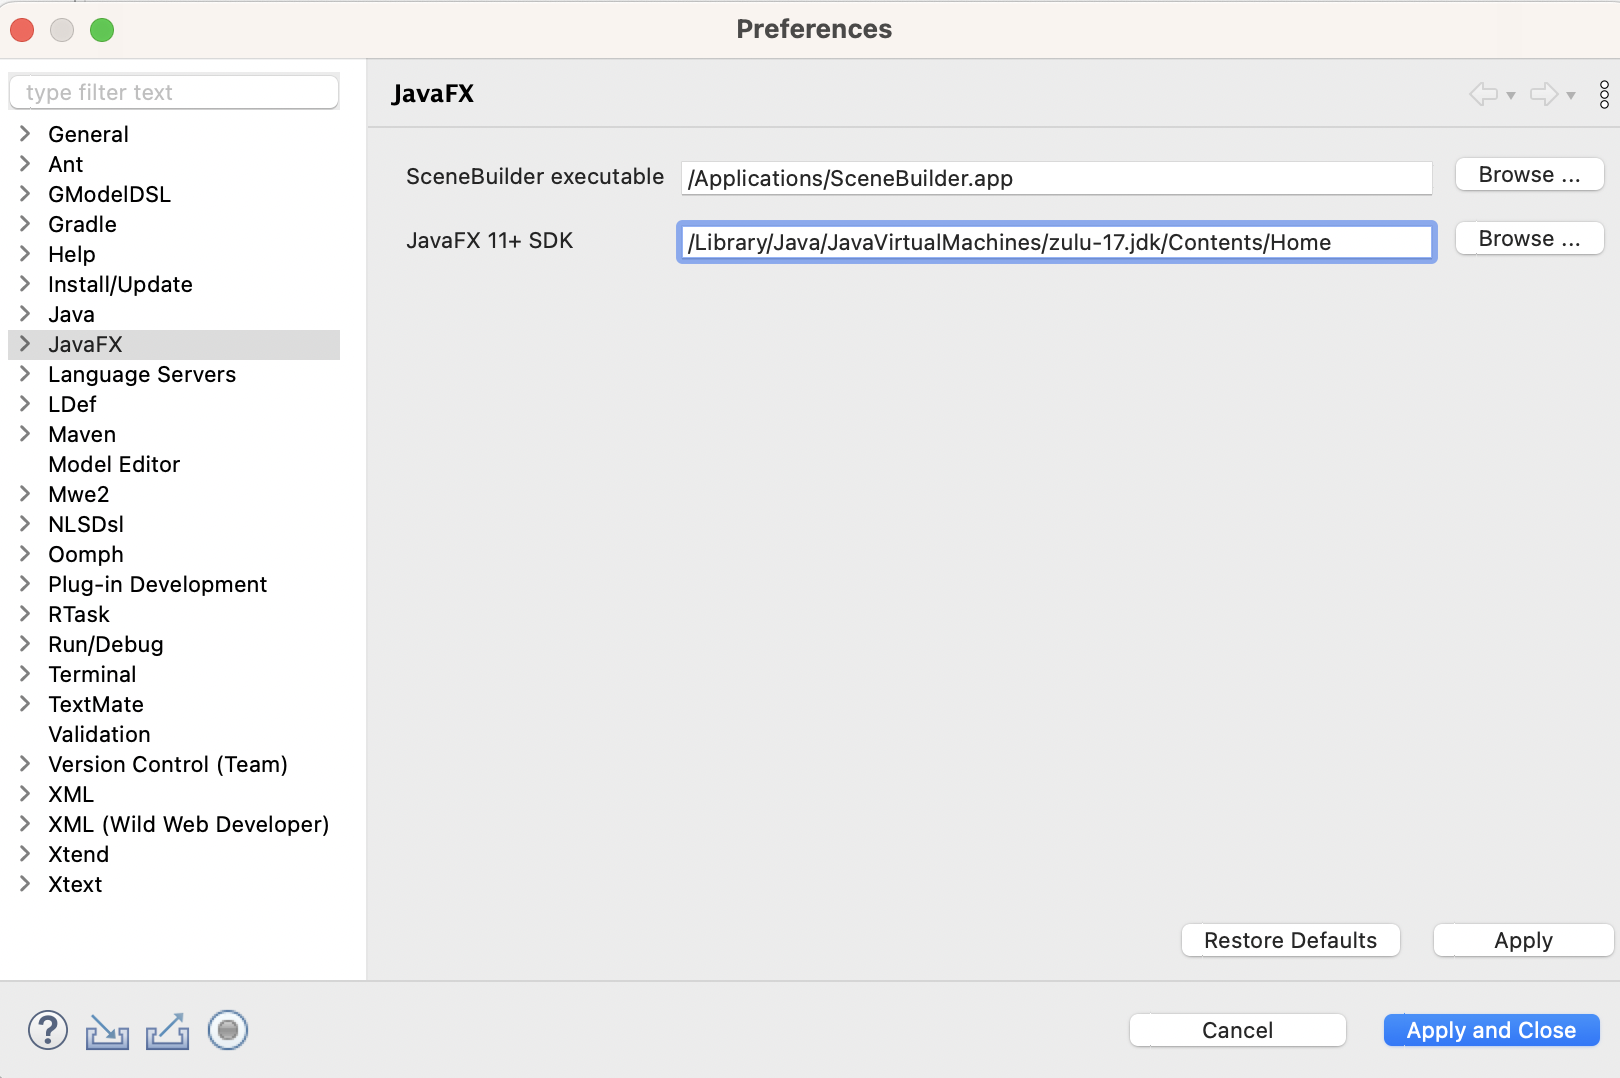 Preferences
type filter text
General
Ant
GModelDSL
Gradle
Help
Install/Update
Java
JavaFX
Language Servers
LDef
Maven
Model Editor
Mwe2
NLSDsl
Oomph
Plug-in Development
RTask
Run/Debug
Terminal
TextMate
Validation
Version Control (Team)
XML
XML (Wild Web Developer)
Xtend
Xtext
JavaFX
SceneBuilder executable /Applications/SceneBuilder.app Browse ...
JavaFX 11+ SDK /Library/Java/JavaVirtualMachines/zulu-17.jdk/Contents/Home Browse ...
Restore Defaults Apply
? Cancel Apply and Close